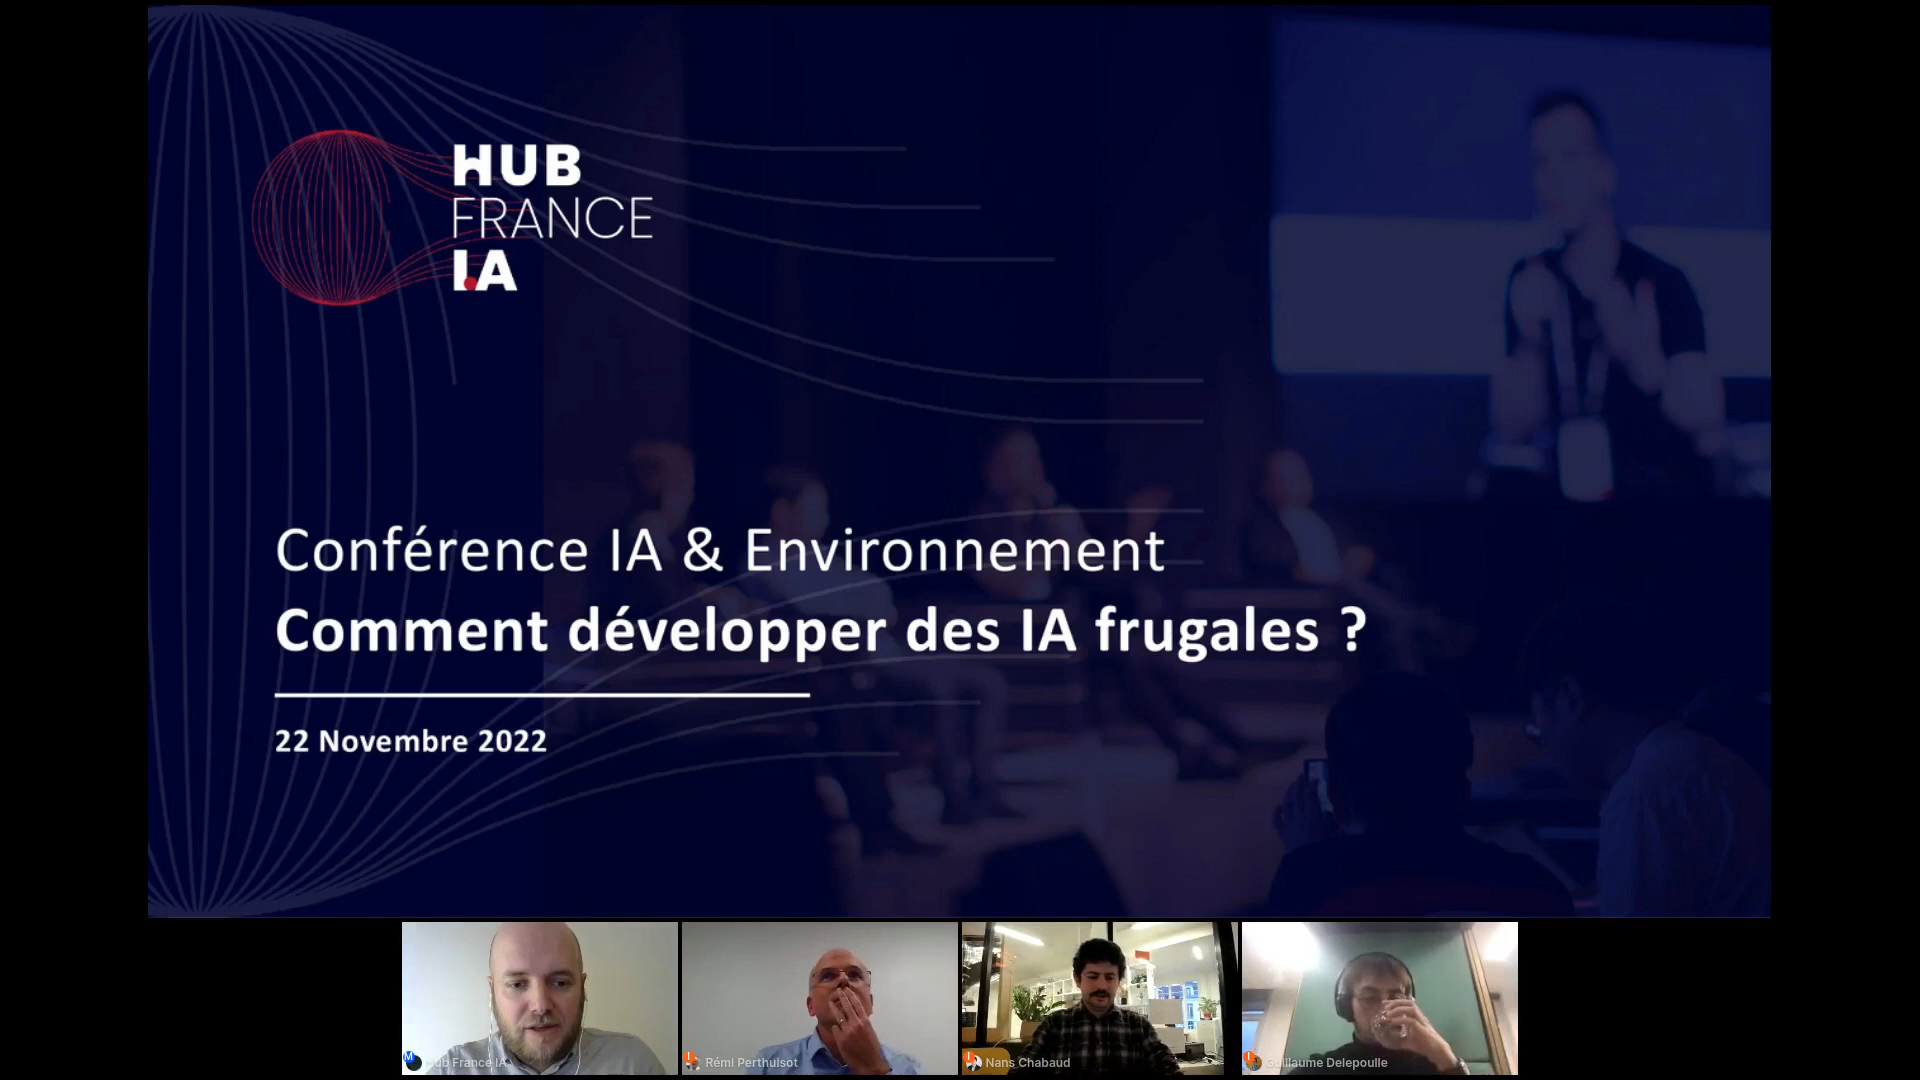 HUB
FRANCE
IA
Conférence IA & Environnement
Comment développer des IA frugales ?
22 Novembre 2022
M
Hub France IA
I
Rémi Perthuisot
I
Nans Chabaud
I
Guillaume Delepoulle